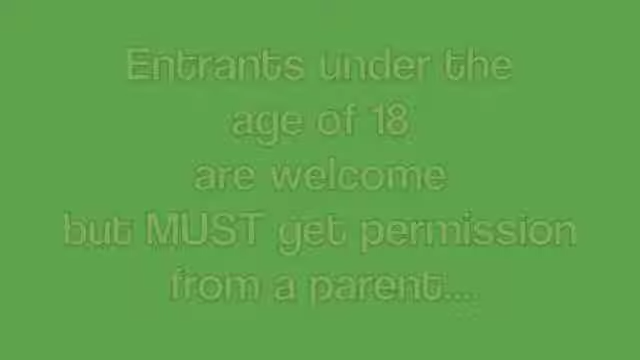 Entrants under the
age of 18
are welcome
but MUST get permission
from a parent...